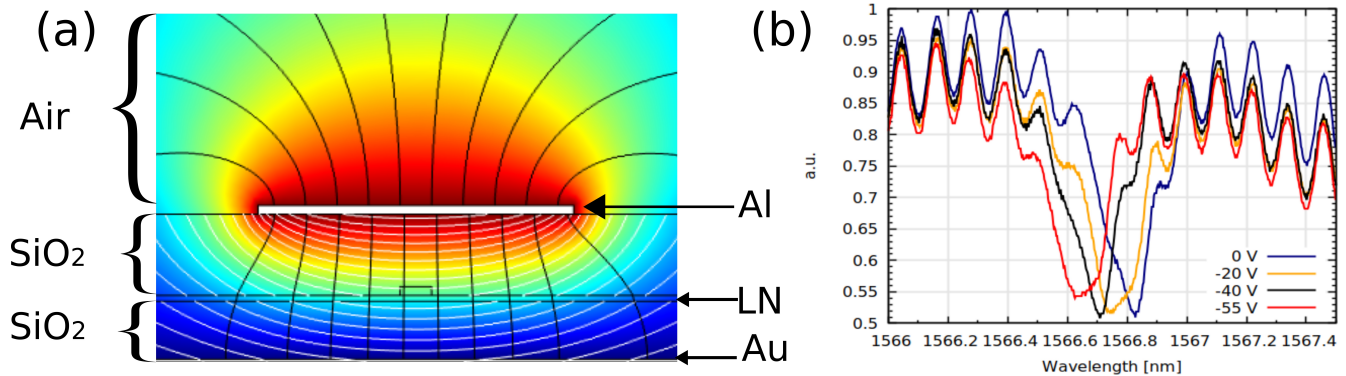 (a)
Air
SiO2
SiO2
Al
LN
Au
(b)
1
0.95
0.9
0.85
0.8
0.75
0.7
0.65
0.6
0.55
0.5
a.u.
0 V
-20 V
-40 V
-55 V
1566 1566.2 1566.4 1566.6 1566.8 1567 1567.2 1567.4
Wavelength [nm]